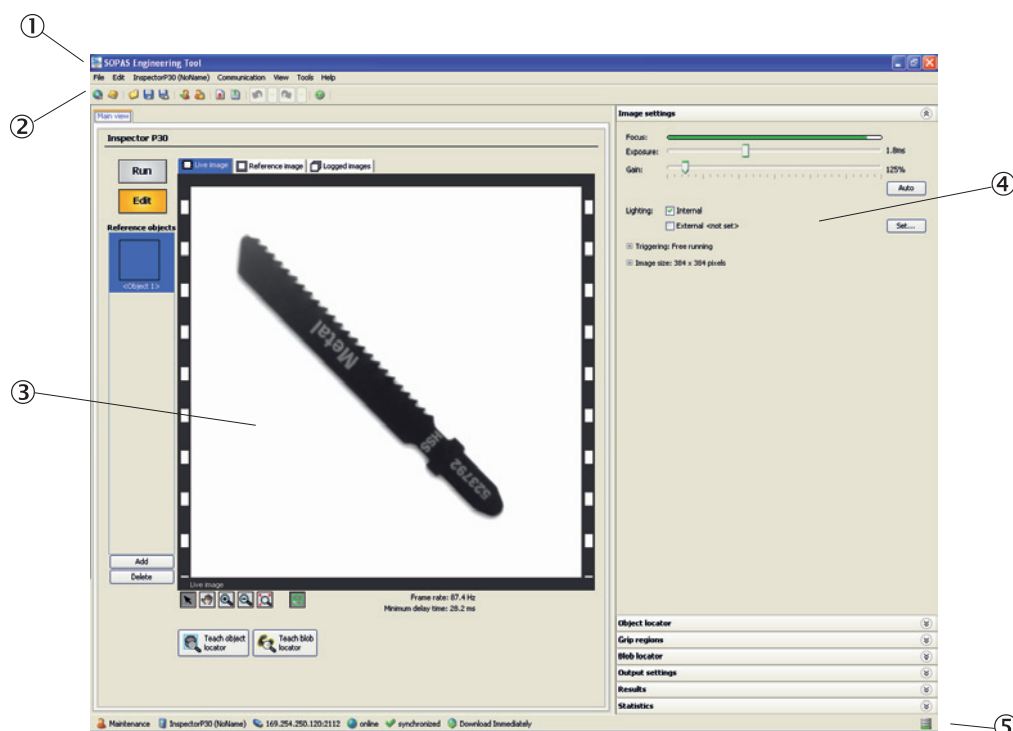 ①
SOPAS Engineering Tool
File Edit InspectorP30 (NoName) Communication View Tools Help
②
Main view
Inspector P30
Run
Edit
Reference objects
<Object 1>
Add
Delete
Live image Reference image Logged images
Metal
HSS
523792
③
Live image
Frame rate: 87.4 Hz
Minimum delay time: 28.2 ms
Teach object locator
Teach blob locator
Image settings
Focus:
Exposure: 1.8ms
Gain: 125%
Auto
④
Lighting: Internal
External <not set> Set...
Triggering: Free running
Image size: 384 x 384 pixels
Object locator
Grip regions
Blob locator
Output settings
Results
Statistics
Maintenance InspectorP30 (NoName) 169.254.250.120:2112 online synchronized Download Immediately
⑤